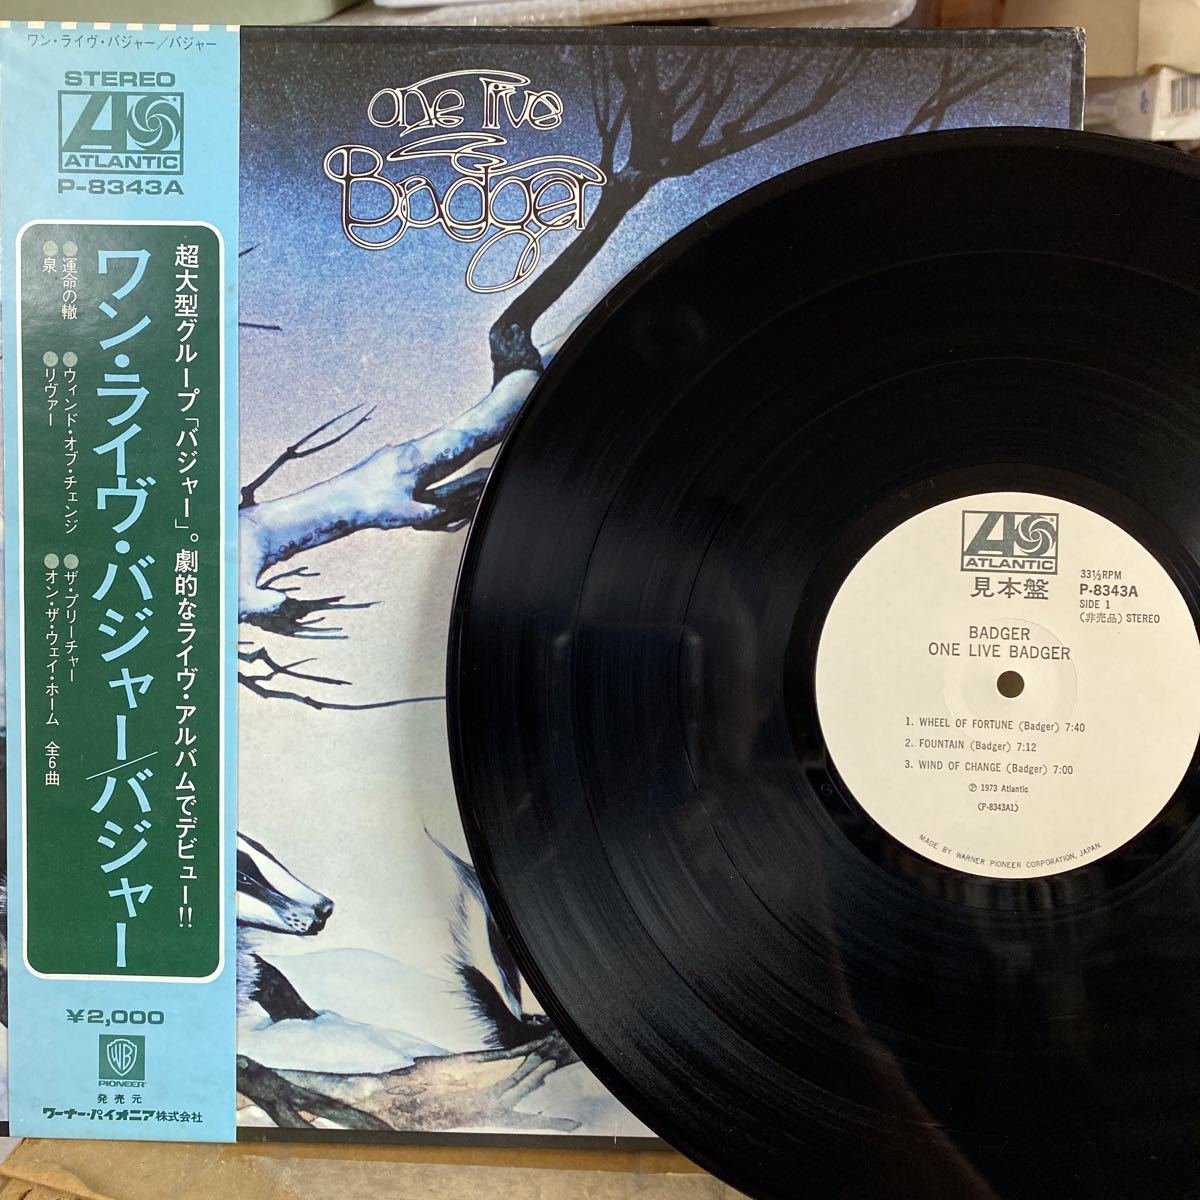 ワン・ライヴ・バジャー/バジャー
STEREO
ATLANTIC
P-8343A
超大型グループ「バジャー」。劇的なライヴ・アルバムでデビュー!!
ワン・ライヴ・バジャー/バジャー
●運命の轍
●泉
●ウィンド・オブ・チェンジ
●リヴァー
●ザ・プリーチャー
●オン・ザ・ウェイ・ホーム 全6曲
¥2,000
WB
PIONEER
発売元
ワーナー・パイオニア株式会社
one live
Badger
ATLANTIC
見本盤
33⅓RPM
P-8343A
SIDE 1
(非売品) STEREO
BADGER
ONE LIVE BADGER
1. WHEEL OF FORTUNE (Badger) 7:40
2. FOUNTAIN (Badger) 7:12
3. WIND OF CHANGE (Badger) 7:00
Ⓟ 1973 Atlantic
(P-8343A1)
MADE BY WARNER PIONEER CORPORATION, JAPAN.